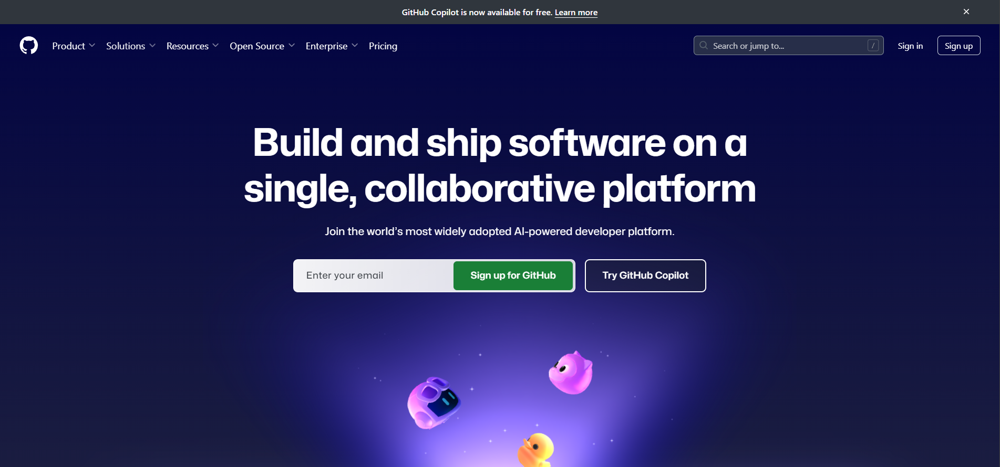 GitHub Copilot is now available for free. Learn more
Product Solutions Resources Open Source Enterprise Pricing Search or jump to... / Sign in Sign up
Build and ship software on a
single, collaborative platform
Join the world’s most widely adopted AI-powered developer platform.
Enter your email Sign up for GitHub Try GitHub Copilot